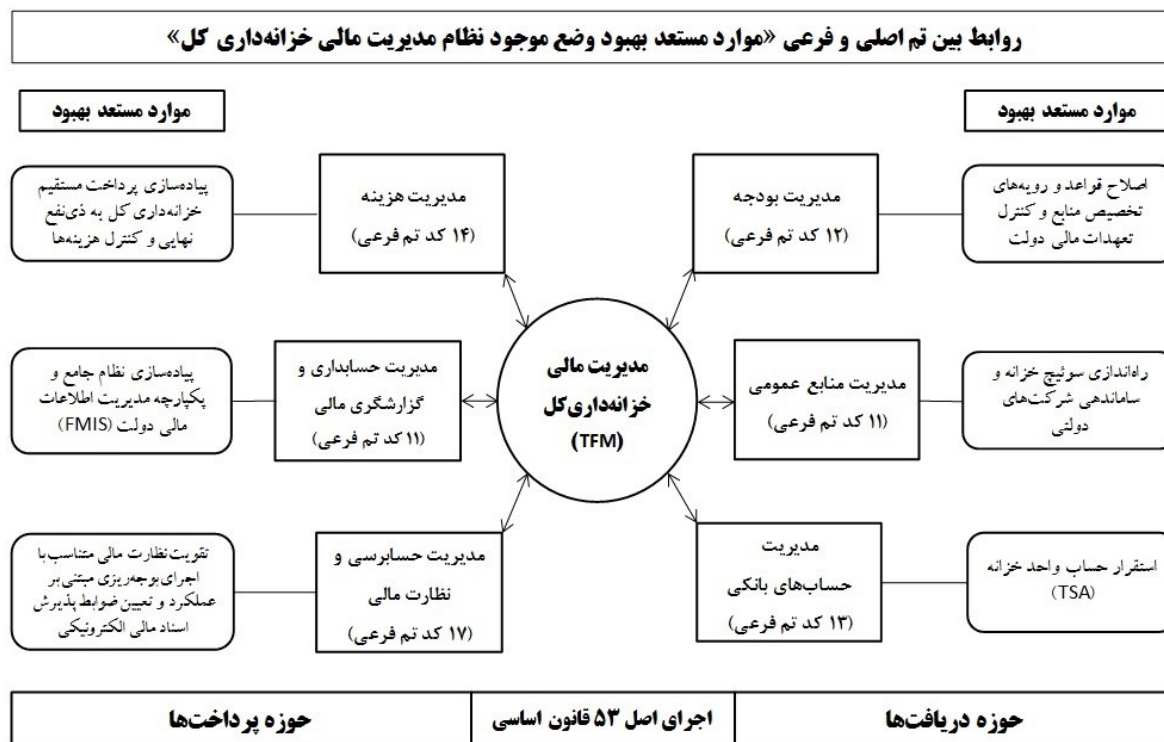 روابط بین تم اصلی و فرعی «موارد مستعد بهبود وضع موجود نظام مدیریت مالی خزانه‌داری کل»
موارد مستعد بهبود
موارد مستعد بهبود
اصلاح قواعد و رویه‌های
تخصیص منابع و کنترل
تعهدات مالی دولت
مدیریت بودجه
(۱۲ کد تم فرعی)
مدیریت هزینه
(۱۴ کد تم فرعی)
پیاده‌سازی پرداخت مستقیم
خزانه‌داری کل به ذی‌نفع
نهایی و کنترل هزینه‌ها
راه‌اندازی سوئیچ خزانه و
ساماندهی شرکت‌های
دولتی
مدیریت منابع عمومی
(۱۱ کد تم فرعی)
مدیریت مالی
خزانه‌داری‌کل
(TFM)
مدیریت حسابداری و
گزارشگری مالی
(۱۱ کد تم فرعی)
پیاده‌سازی نظام جامع و
یکپارچه مدیریت اطلاعات
مالی دولت (FMIS)
استقرار حساب واحد خزانه
(TSA)
مدیریت
حساب‌های بانکی
(۱۳ کد تم فرعی)
مدیریت حسابرسی و
نظارت مالی
(۱۷ کد تم فرعی)
تقویت نظارت مالی متناسب با
اجرای بوجه‌ریزی مبتنی بر
عملکرد و تعیین ضوابط پذیرش
اسناد مالی الکترونیکی
حوزه دریافت‌ها
اجرای اصل ۵۳ قانون اساسی
حوزه پرداخت‌ها